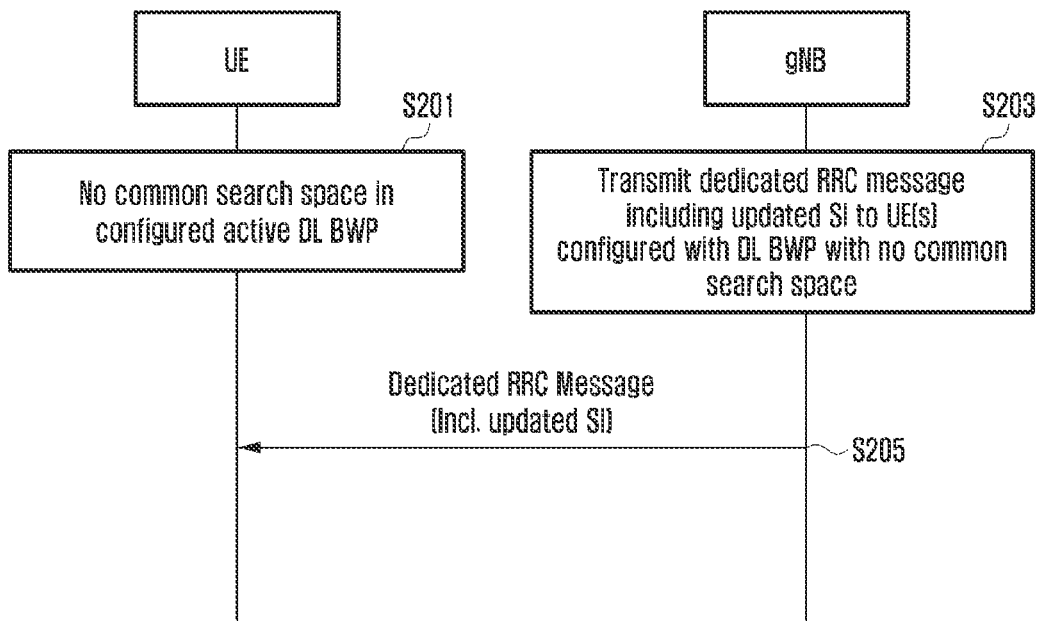 UE
gNB
S201
S203
No common search space in
configured active DL BWP
Transmit dedicated RRC message
including updated SI to UE(s)
configured with DL BWP with no common
search space
Dedicated RRC Message
(Incl. updated SI)
S205